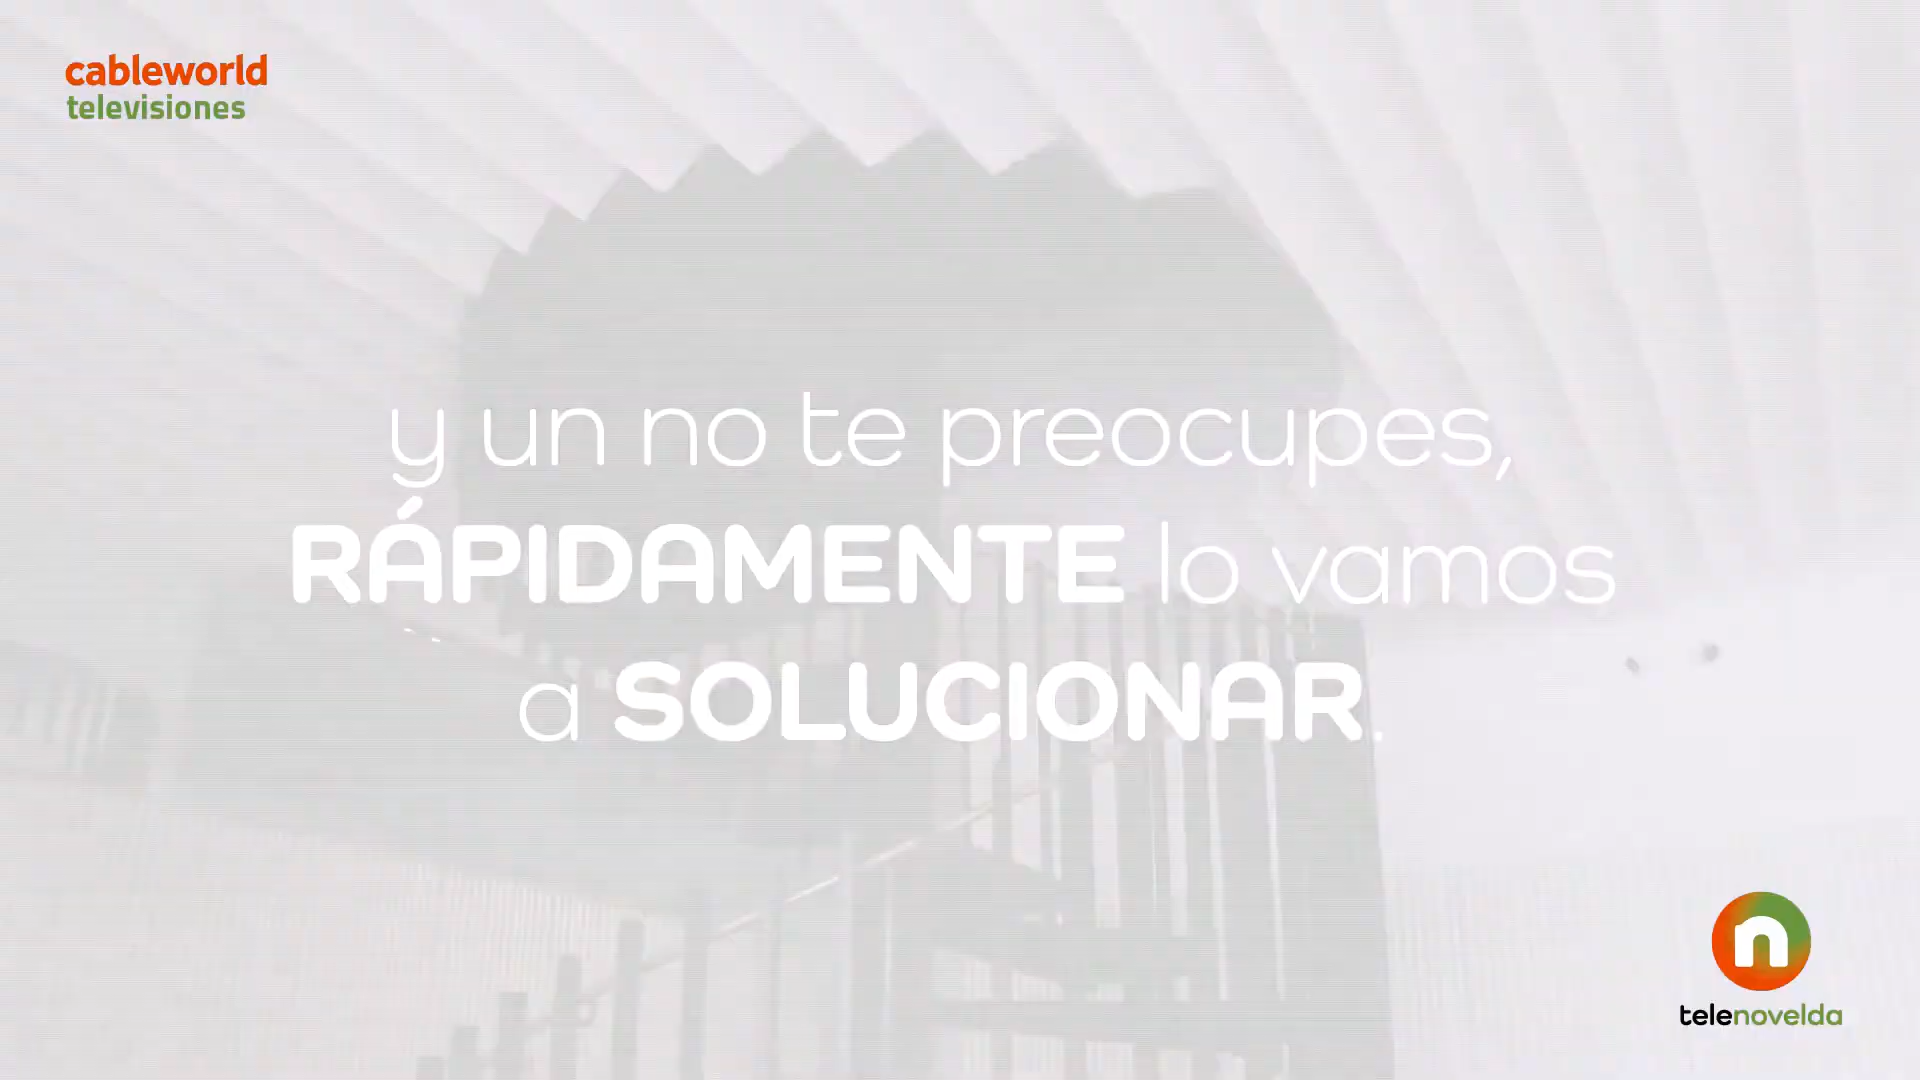 cableworld
televisiones
y un no te preocupes,
RÁPIDAMENTE lo vamos
a SOLUCIONAR.
n
telenovelda